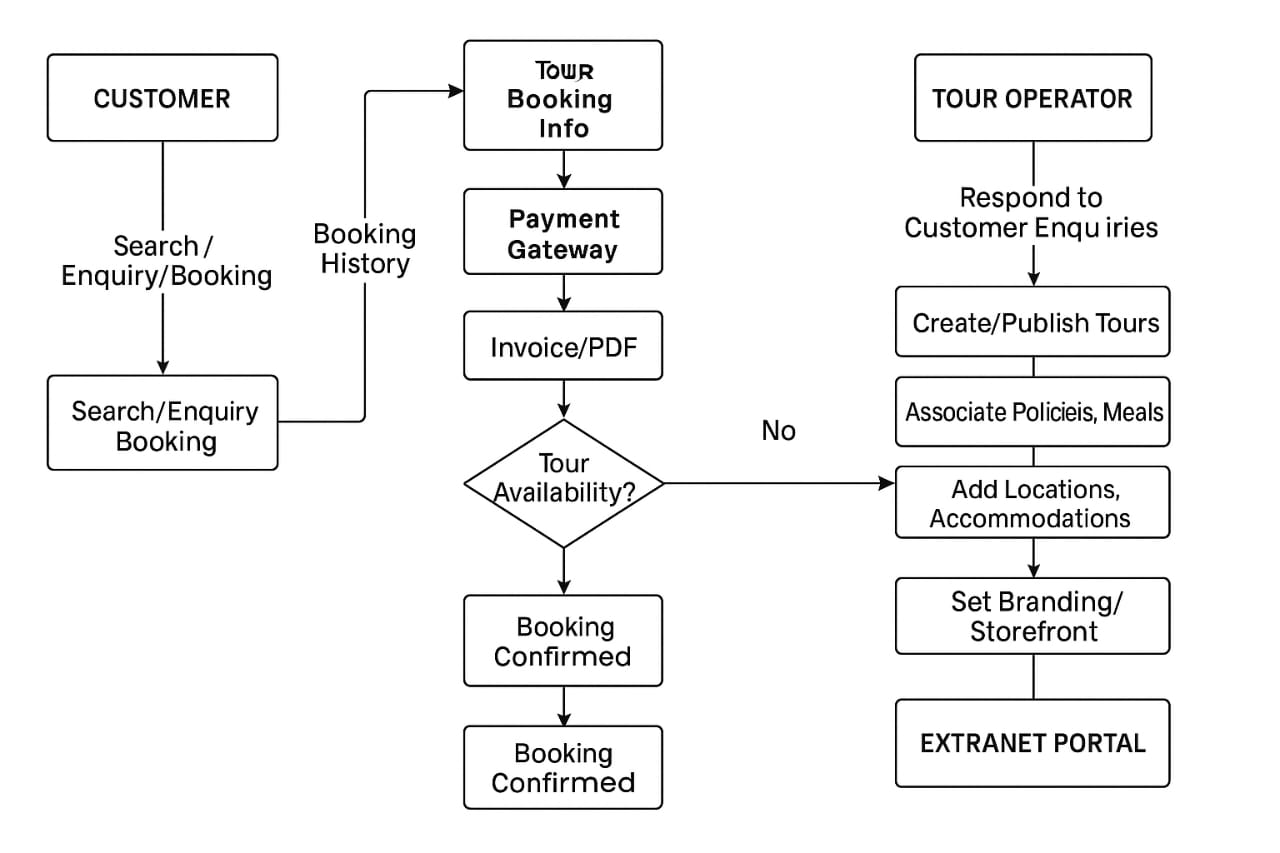 CUSTOMER
Search /
Enquiry/Booking
Search/Enquiry
Booking
Booking
History
TOWR
Booking
Info
Payment
Gateway
Invoice/PDF
Tour
Availability?
No
Booking
Confirmed
Booking
Confirmed
TOUR OPERATOR
Respond to
Customer Enqu iries
Create/Publish Tours
Associate Policieis, Meals
Add Locations,
Accommodations
Set Branding/
Storefront
EXTRANET PORTAL